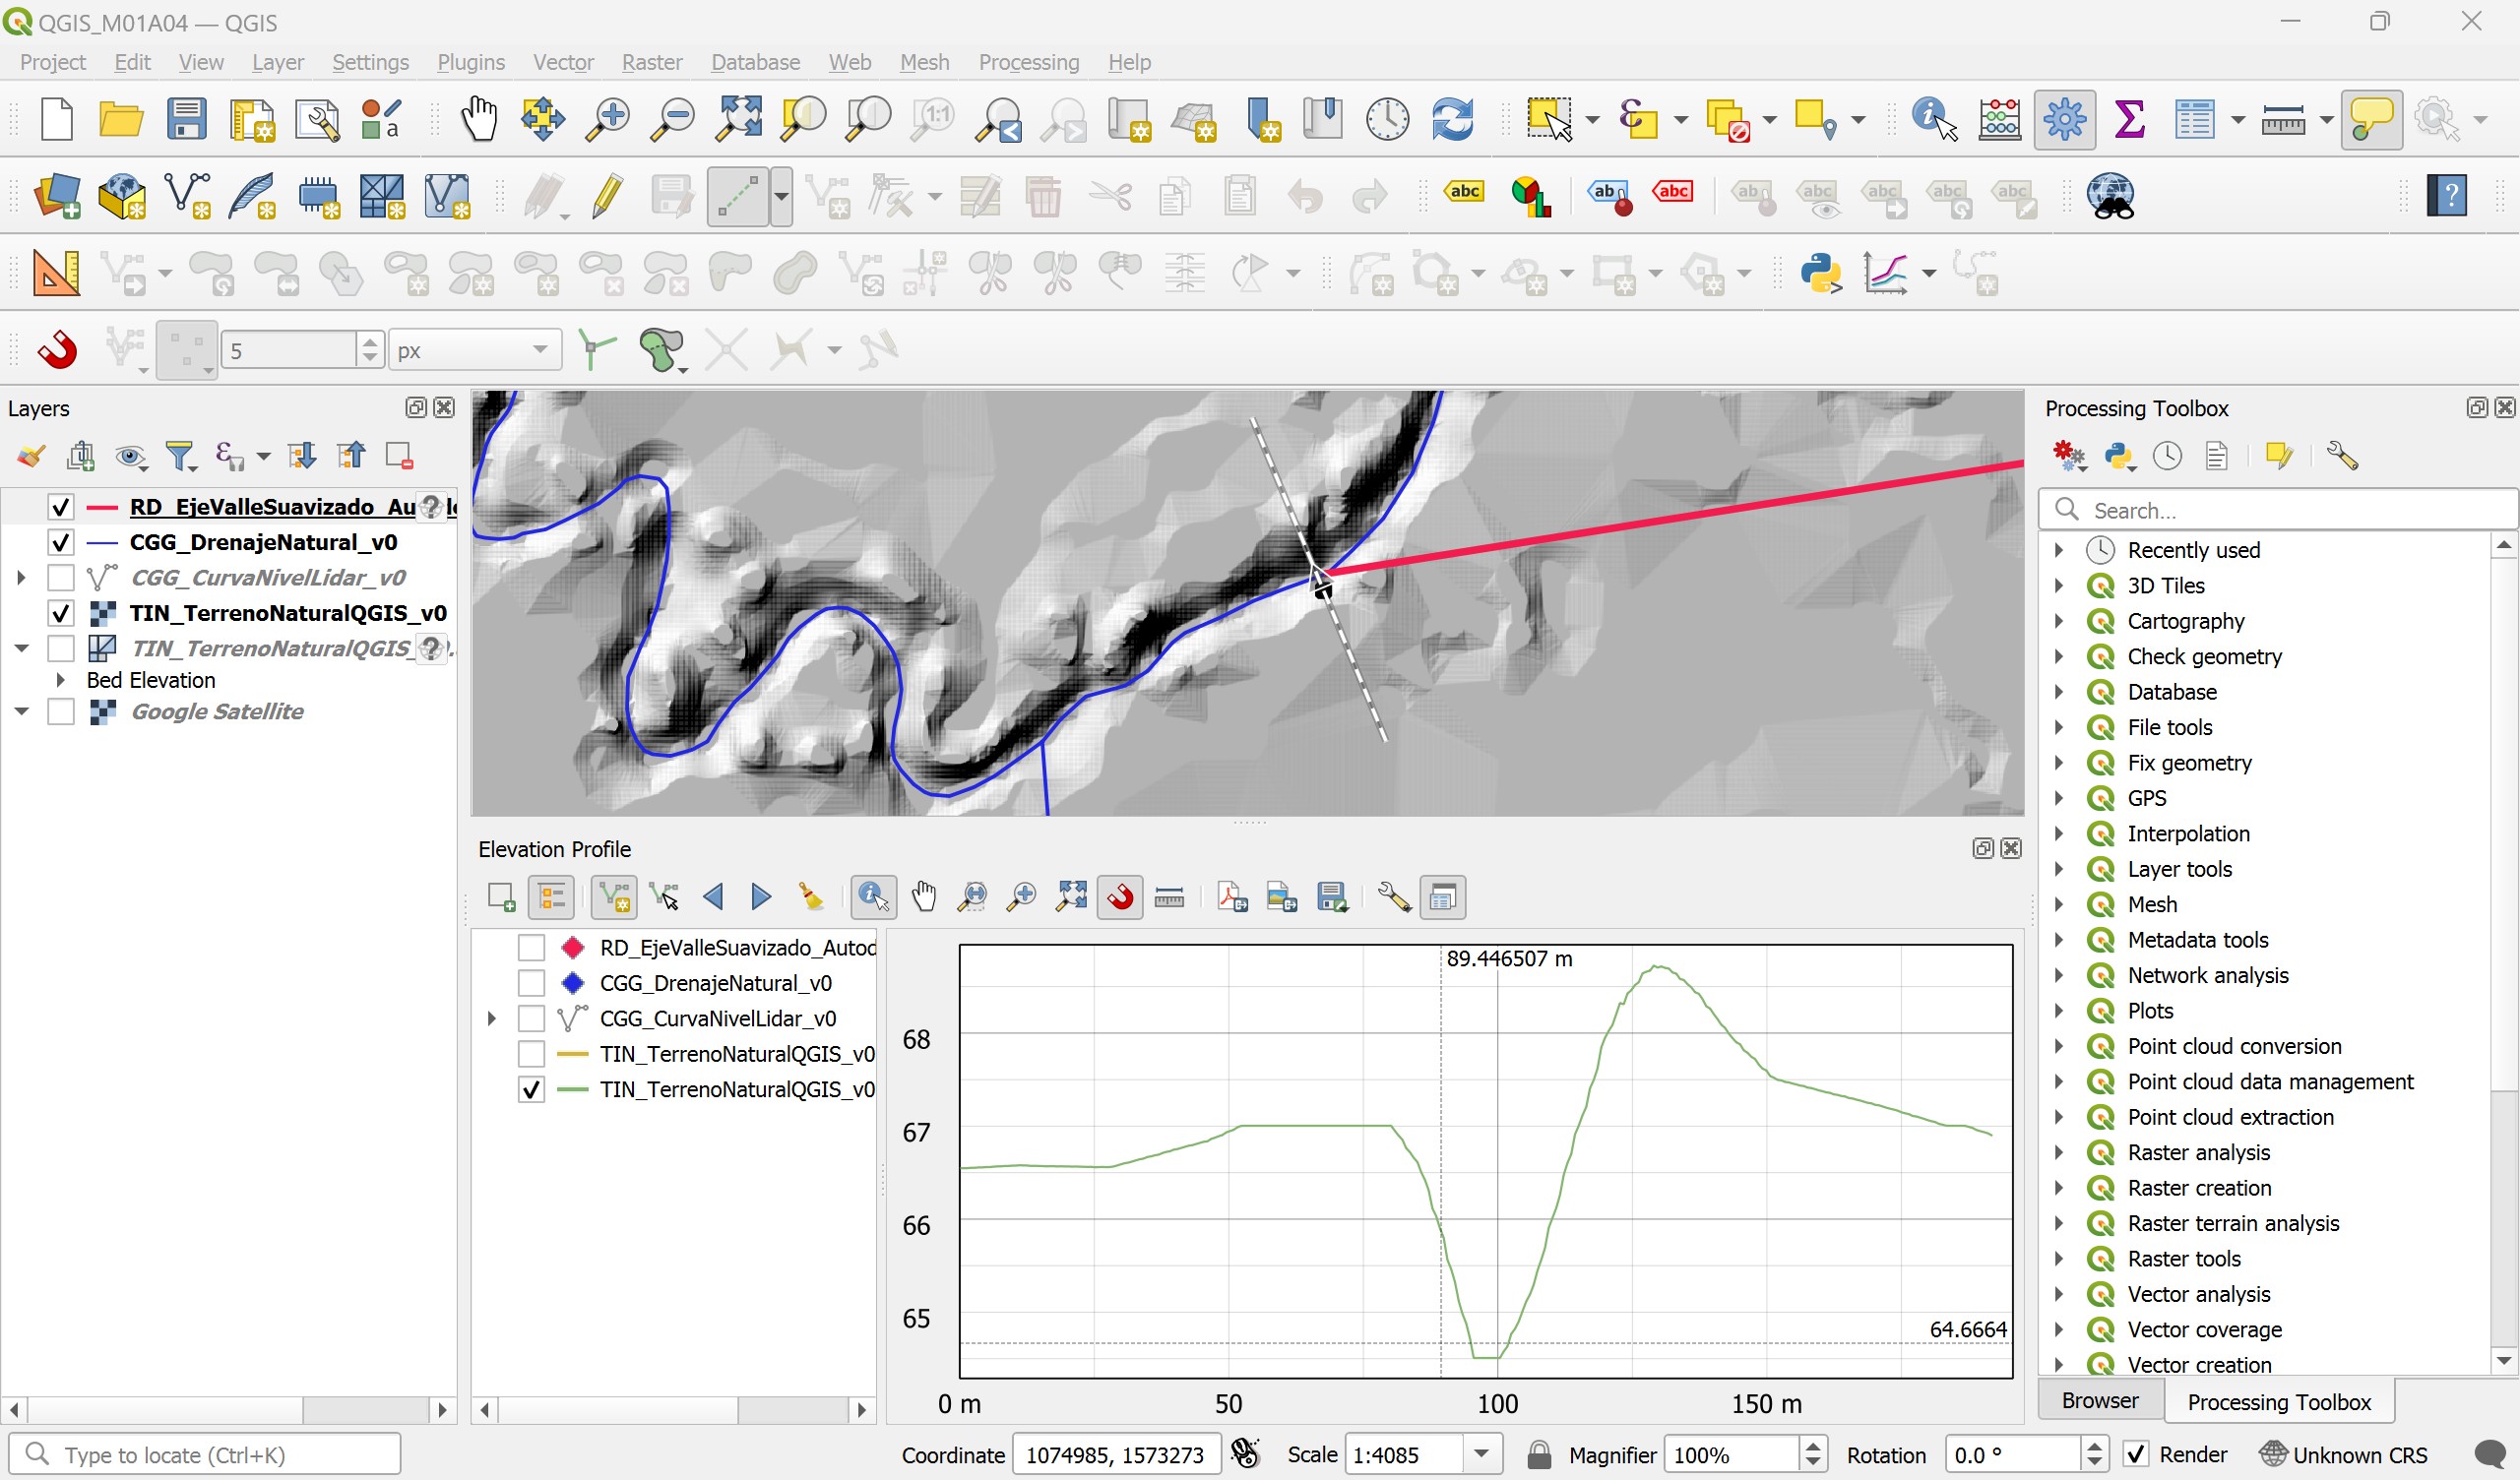 QGIS_M01A04 — QGIS
Project Edit View Layer Settings Plugins Vector Raster Database Web Mesh Processing Help
5 px
Layers
RD_EjeValleSuavizado_Au
CGG_DrenajeNatural_v0
CGG_CurvaNivelLidar_v0
TIN_TerrenoNaturalQGIS_v0
TIN_TerrenoNaturalQGIS_
Bed Elevation
Google Satellite
Elevation Profile
RD_EjeValleSuavizado_Autod
CGG_DrenajeNatural_v0
CGG_CurvaNivelLidar_v0
TIN_TerrenoNaturalQGIS_v0
TIN_TerrenoNaturalQGIS_v0
89.446507 m
68
67
66
65
64.6664
0 m 50 100 150 m
Processing Toolbox
Search...
Recently used
3D Tiles
Cartography
Check geometry
Database
File tools
Fix geometry
GPS
Interpolation
Layer tools
Mesh
Metadata tools
Network analysis
Plots
Point cloud conversion
Point cloud data management
Point cloud extraction
Raster analysis
Raster creation
Raster terrain analysis
Raster tools
Vector analysis
Vector coverage
Vector creation
Browser Processing Toolbox
Type to locate (Ctrl+K) Coordinate 1074985, 1573273 Scale 1:4085 Magnifier 100% Rotation 0.0 ° Render Unknown CRS